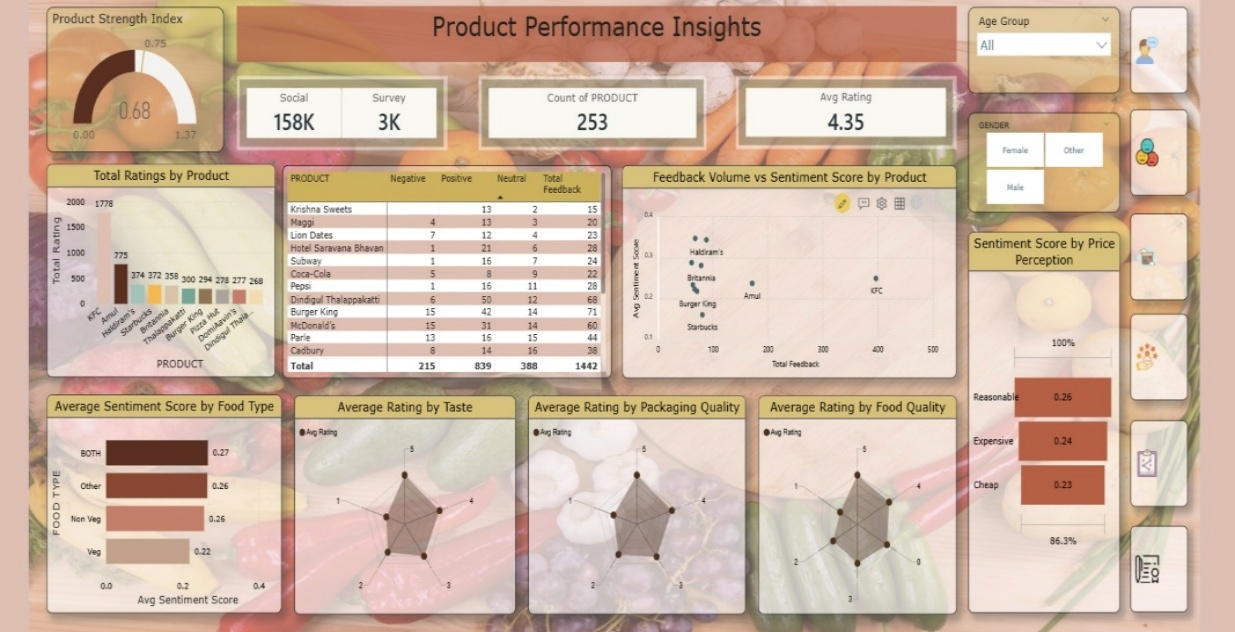 Product Strength Index
0.75
0.68
0.00
1.37
Product Performance Insights
Social
158K
Survey
3K
Count of PRODUCT
253
Avg Rating
4.35
Age Group
All
GENDER
Female
Other
Male
Total Ratings by Product
Total Rating
2000
1500
1000
500
0
1778
775
374
372
358
300
294
278
277
268
KFC
Amul
Haldiram's
Starbucks
Britannia
Thalappakatti
Burger King
Pizza Hut
Dindigul Thala...
PRODUCT
PRODUCT Negative Positive Neutral Total Feedback
Krishna Sweets 13 2 15
Maggi 4 13 3 20
Lion Dates 7 12 4 23
Hotel Saravana Bhavan 1 21 6 28
Subway 1 16 7 24
Coca-Cola 5 8 9 22
Pepsi 1 16 11 28
Dindigul Thalappakatti 6 50 12 68
Burger King 15 42 14 71
McDonald's 15 31 14 60
Parle 13 16 15 44
Cadbury 8 14 16 38
Total 215 839 388 1442
Feedback Volume vs Sentiment Score by Product
Avg Sentiment Score
0.4
0.3
0.2
0.1
Haldiram's
Britannia
Burger King
Starbucks
Amul
KFC
0 100 200 300 400 500
Total Feedback
Sentiment Score by Price
Perception
100%
Reasonable 0.26
Expensive 0.24
Cheap 0.23
86.3%
Average Sentiment Score by Food Type
FOOD TYPE
BOTH 0.27
Other 0.26
Non Veg 0.26
Veg 0.22
0.0 0.2 0.4
Avg Sentiment Score
Average Rating by Taste
Avg Rating
5
4
3
2
1
Average Rating by Packaging Quality
Avg Rating
5
4
3
2
1
Average Rating by Food Quality
Avg Rating
5
4
0
3
2
1